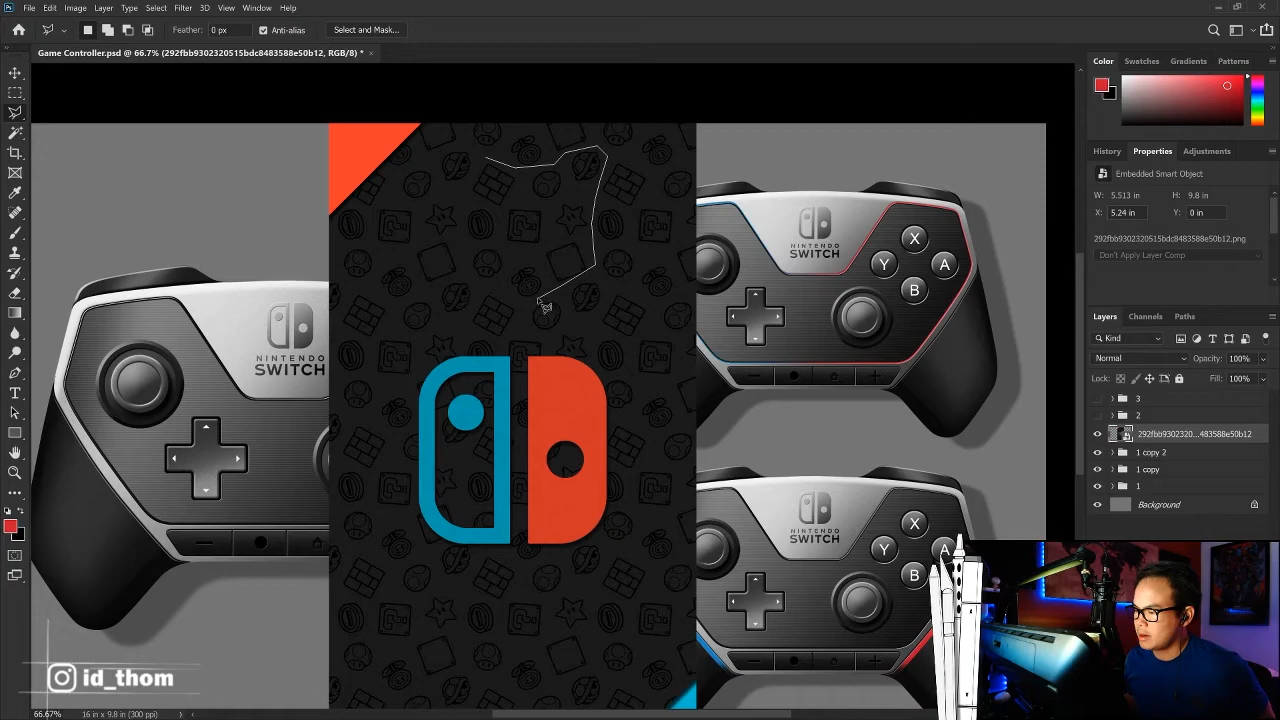 Ps File Edit Image Layer Type Select Filter 3D View Window Help
Feather: 0 px Anti-alias Select and Mask...
Game Controller.psd @ 66.7% (292fbb9302320515bdc8483588e50b12, RGB/8) *
Color Swatches Gradients Patterns
History Properties Adjustments
Embedded Smart Object
W: 5.513 in H: 9.8 in
X: 5.24 in Y: 0 in
292fbb9302320515bdc8483588e50b12.png
Don't Apply Layer Comp
Layers Channels Paths
Kind
Normal Opacity: 100%
Lock: Fill: 100%
3
2
292fbb9302320...483588e50b12
1 copy 2
1 copy
1
Background
NINTENDO
SWITCH
NINTENDO
SWITCH
X
Y A
B
NINTENDO
SWITCH
X
Y A
B
id_thom
66.67% 16 in x 9.8 in (300 ppi)